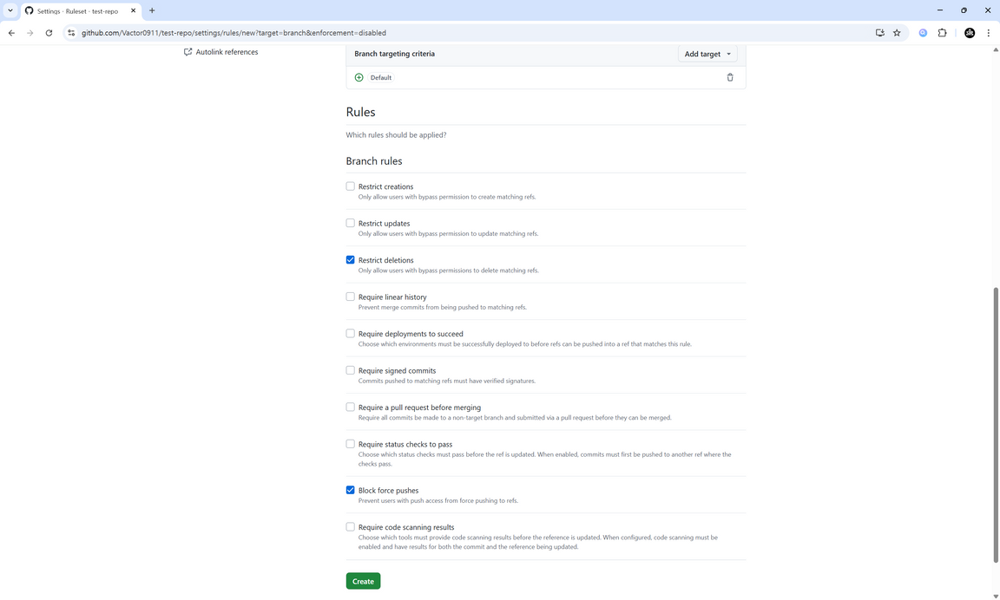 Settings · Ruleset · test-repo
github.com/Vactor0911/test-repo/settings/rules/new?target=branch&enforcement=disabled
Autolink references
Branch targeting criteria
Add target
Default
Rules
Which rules should be applied?
Branch rules
Restrict creations
Only allow users with bypass permission to create matching refs.
Restrict updates
Only allow users with bypass permission to update matching refs.
Restrict deletions
Only allow users with bypass permissions to delete matching refs.
Require linear history
Prevent merge commits from being pushed to matching refs.
Require deployments to succeed
Choose which environments must be successfully deployed to before refs can be pushed into a ref that matches this rule.
Require signed commits
Commits pushed to matching refs must have verified signatures.
Require a pull request before merging
Require all commits be made to a non-target branch and submitted via a pull request before they can be merged.
Require status checks to pass
Choose which status checks must pass before the ref is updated. When enabled, commits must first be pushed to another ref where the
checks pass.
Block force pushes
Prevent users with push access from force pushing to refs.
Require code scanning results
Choose which tools must provide code scanning results before the reference is updated. When configured, code scanning must be
enabled and have results for both the commit and the reference being updated.
Create